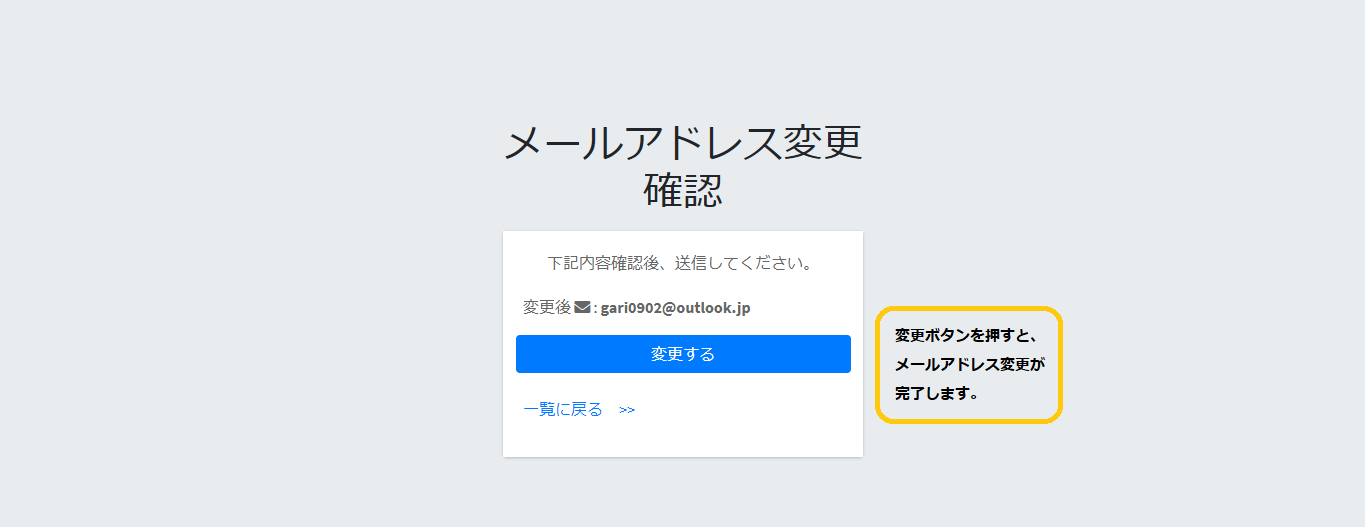 メールアドレス変更
確認
下記内容確認後、送信してください。
変更後 : gari0902@outlook.jp
変更する
一覧に戻る　>>
変更ボタンを押すと、
メールアドレス変更が
完了します。